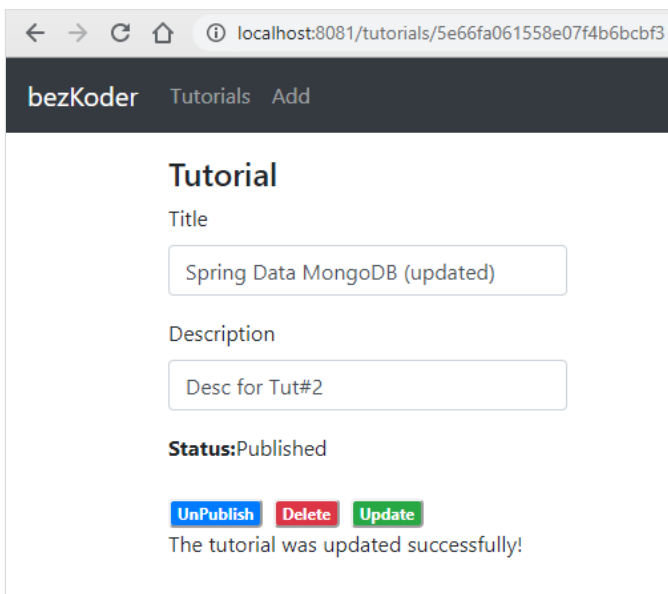 localhost:8081/tutorials/5e66fa061558e07f4b6bcbf3
bezKoder Tutorials Add
Tutorial
Title
Spring Data MongoDB (updated)
Description
Desc for Tut#2
Status:Published
UnPublish Delete Update
The tutorial was updated successfully!